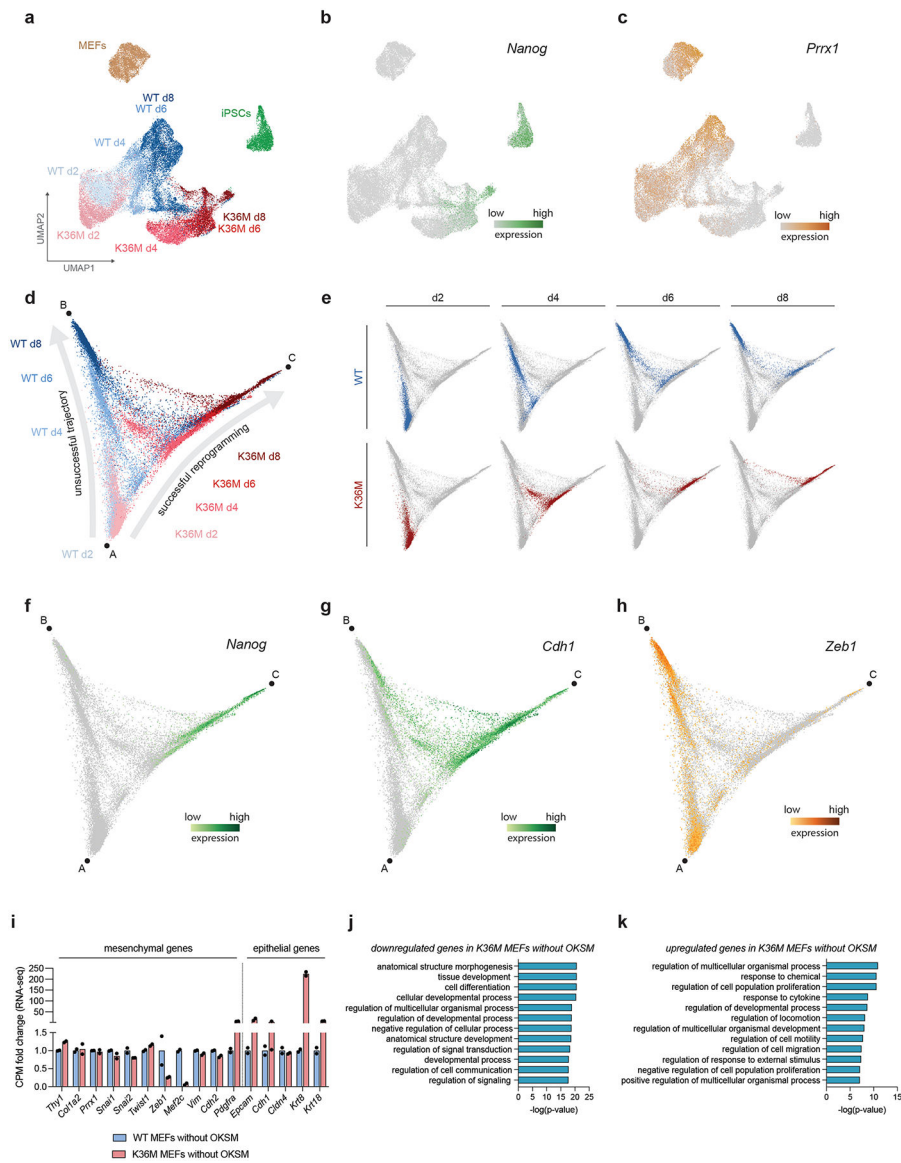 a
MEFs
WT d8
WT d6
WT d4
WT d2
iPSCs
K36M d8
K36M d6
K36M d4
K36M d2
UMAP2
UMAP1
b
Nanog
low high
expression
c
Prrx1
low high
expression
d
B
C
A
WT d8
WT d6
WT d4
WT d2
unsuccessful trajectory
successful reprogramming
K36M d8
K36M d6
K36M d4
K36M d2
e
d2 d4 d6 d8
WT
K36M
f
B
Nanog
C
low high
expression
A
g
B
Cdh1
C
low high
expression
A
h
B
Zeb1
C
low high
expression
A
i
mesenchymal genes epithelial genes
CPM fold change (RNA-seq)
250
200
150
100
50
1.5
1.0
0.5
0.0
Thy1 Col1a2 Prrx1 Snai1 Snai2 Twist1 Zeb1 Mef2c Vim Cdh2 Pdgfra Epcam Cdh1 Cldn4 Krt8 Krt18
WT MEFs without OKSM
K36M MEFs without OKSM
j
downregulated genes in K36M MEFs without OKSM
anatomical structure morphogenesis
tissue development
cell differentiation
cellular developmental process
regulation of multicellular organismal process
regulation of developmental process
negative regulation of cellular process
anatomical structure development
regulation of signal transduction
developmental process
regulation of cell communication
regulation of signaling
0 5 10 15 20 25
-log(p-value)
k
upregulated genes in K36M MEFs without OKSM
regulation of multicellular organismal process
response to chemical
regulation of cell population proliferation
response to cytokine
regulation of developmental process
regulation of locomotion
regulation of multicellular organismal development
regulation of cell motility
regulation of cell migration
regulation of response to external stimulus
negative regulation of cell population proliferation
positive regulation of multicellular organismal process
0 5 10 15
-log(p-value)